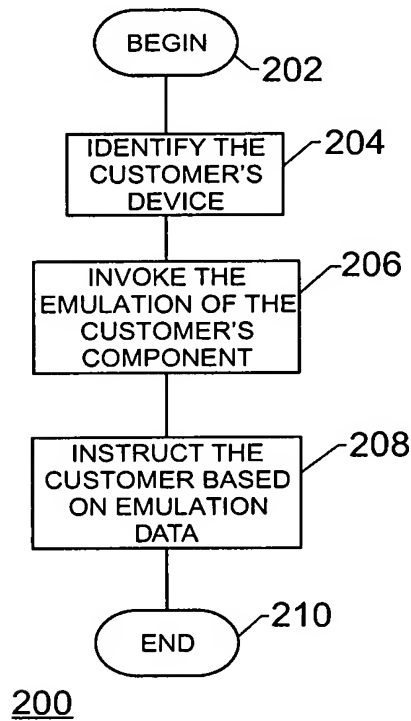 BEGIN
202
IDENTIFY THE
CUSTOMER'S
DEVICE
204
INVOKE THE
EMULATION OF THE
CUSTOMER'S
COMPONENT
206
INSTRUCT THE
CUSTOMER BASED
ON EMULATION
DATA
208
END
210
200